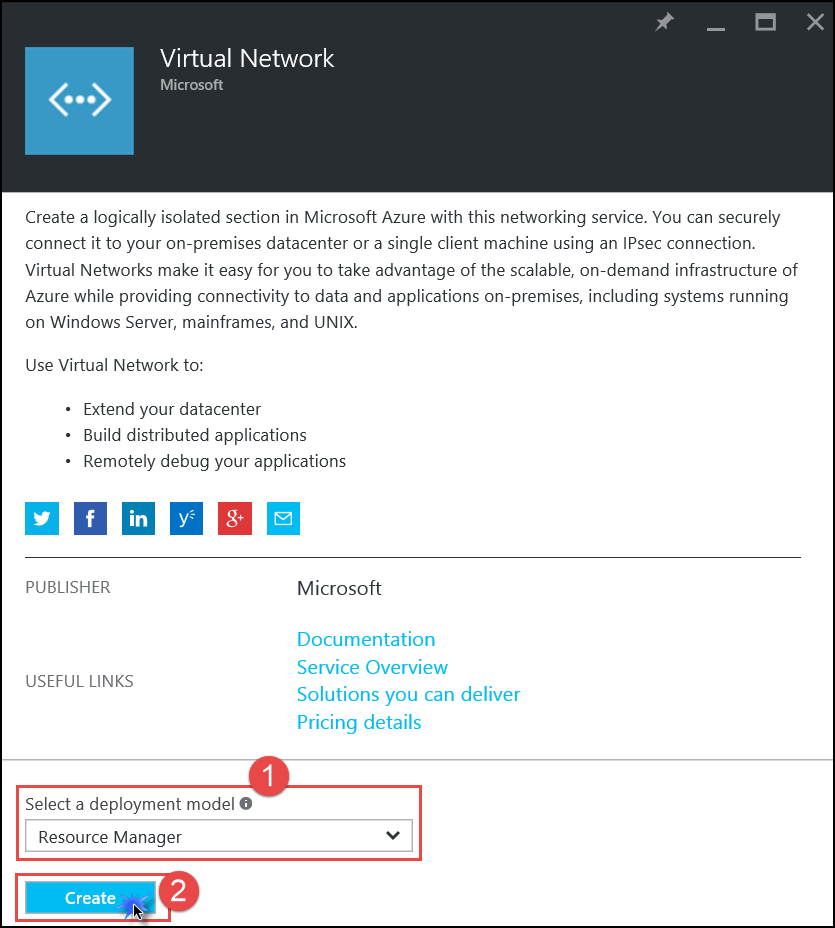 Virtual Network
Microsoft
Create a logically isolated section in Microsoft Azure with this networking service. You can securely
connect it to your on-premises datacenter or a single client machine using an IPsec connection.
Virtual Networks make it easy for you to take advantage of the scalable, on-demand infrastructure of
Azure while providing connectivity to data and applications on-premises, including systems running
on Windows Server, mainframes, and UNIX.
Use Virtual Network to:
• Extend your datacenter
• Build distributed applications
• Remotely debug your applications
f in y g+
PUBLISHER Microsoft
Documentation
Service Overview
USEFUL LINKS
Solutions you can deliver
Pricing details
1
Select a deployment model
Resource Manager
Create 2